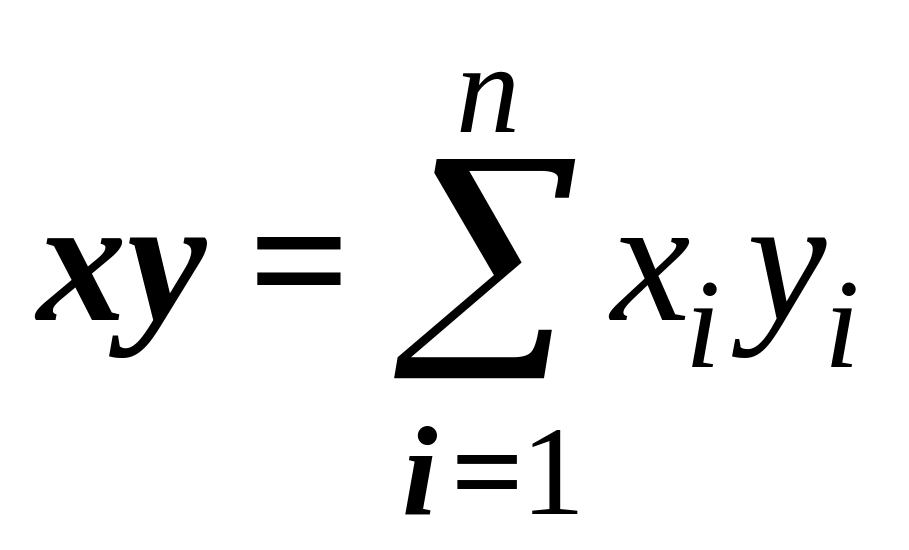 n
xy = ∑ xᵢyᵢ
i=1